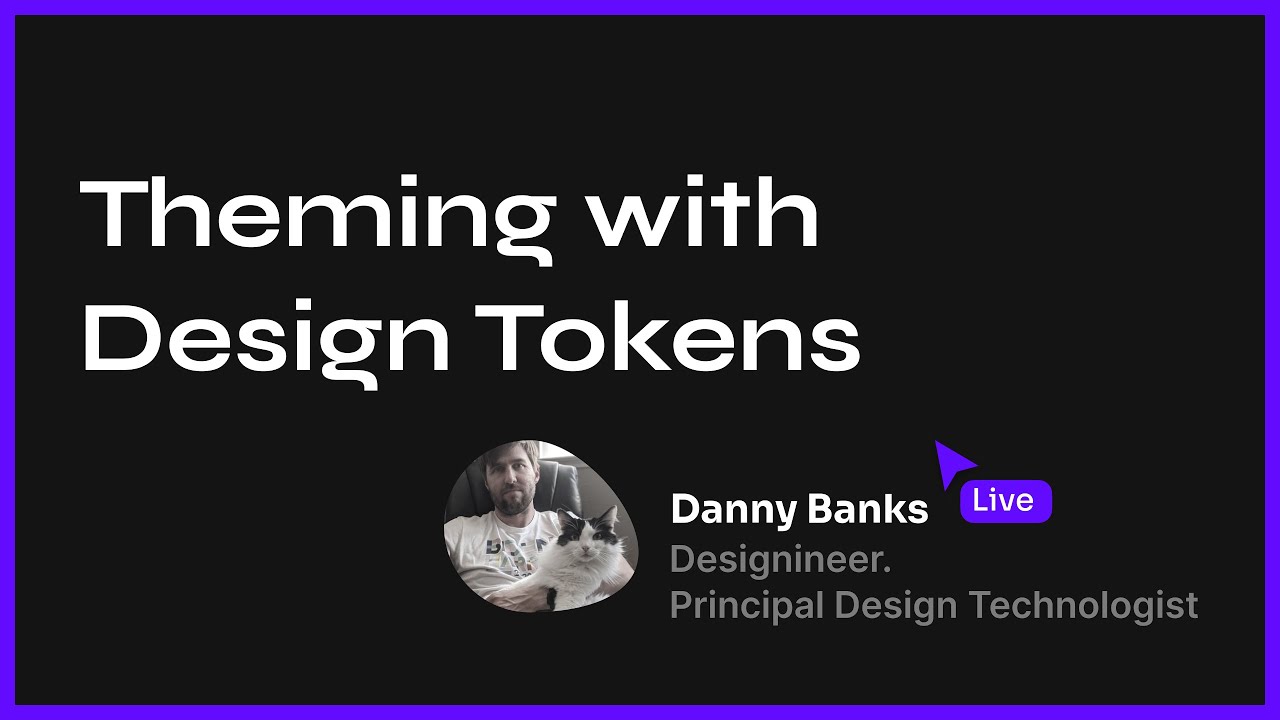 Theming with
Design Tokens
Danny Banks
Live
Designineer.
Principal Design Technologist